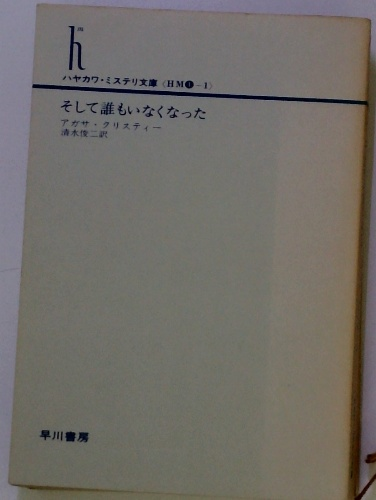 h
ハヤカワ・ミステリ文庫〈HM❶-1〉
そして誰もいなくなった
アガサ・クリスティー
清水俊二訳
早川書房